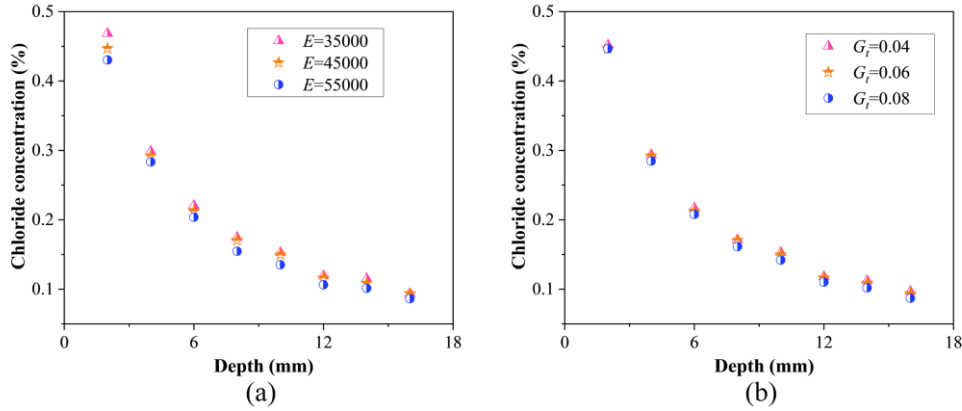 0.5
0.4
0.3
0.2
0.1
Chloride concentration (%)
E=35000
E=45000
E=55000
0 6 12 18
Depth (mm)
(a)
0.5
0.4
0.3
0.2
0.1
Chloride concentration (%)
Gt=0.04
Gt=0.06
Gt=0.08
0 6 12 18
Depth (mm)
(b)